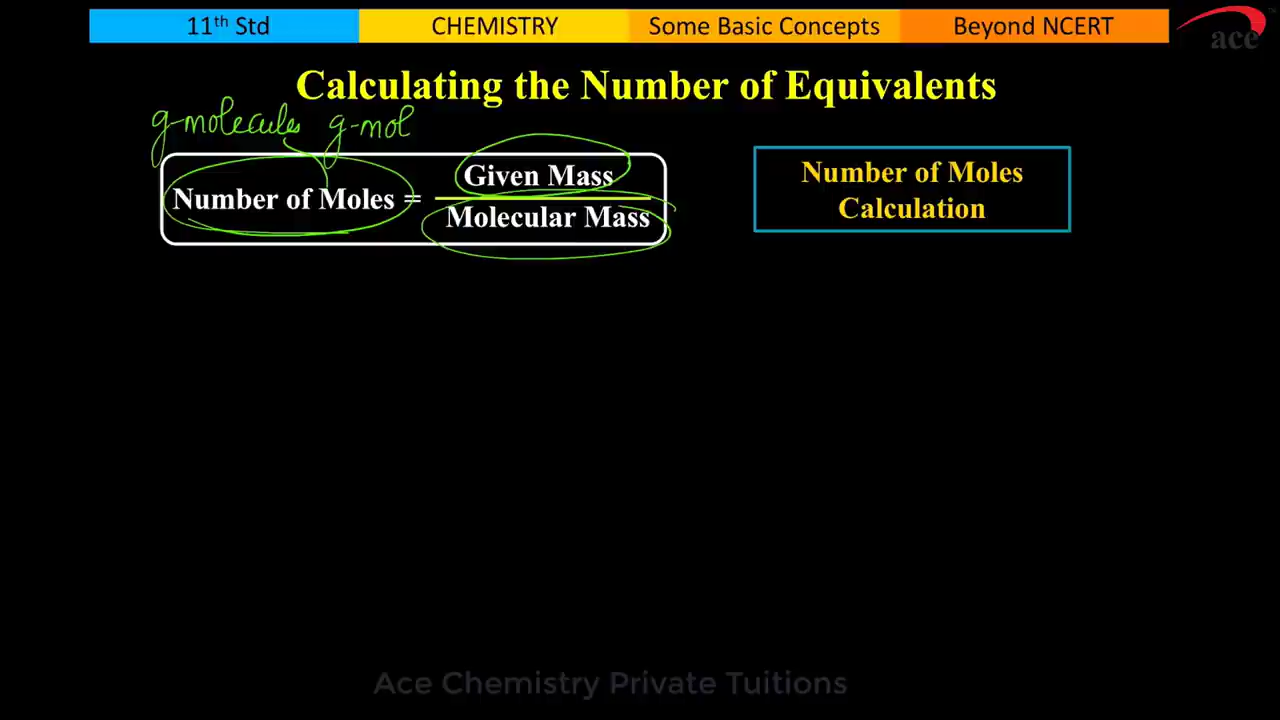 11th Std CHEMISTRY Some Basic Concepts Beyond NCERT
ace
Calculating the Number of Equivalents
g-molecules g-mol
Number of Moles = Given Mass
Molecular Mass
Number of Moles
Calculation
Ace Chemistry Private Tuitions